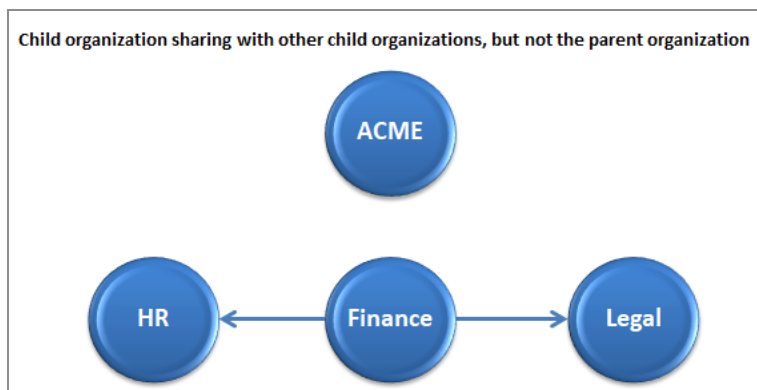 Child organization sharing with other child organizations, but not the parent organization
ACME
HR
Finance
Legal